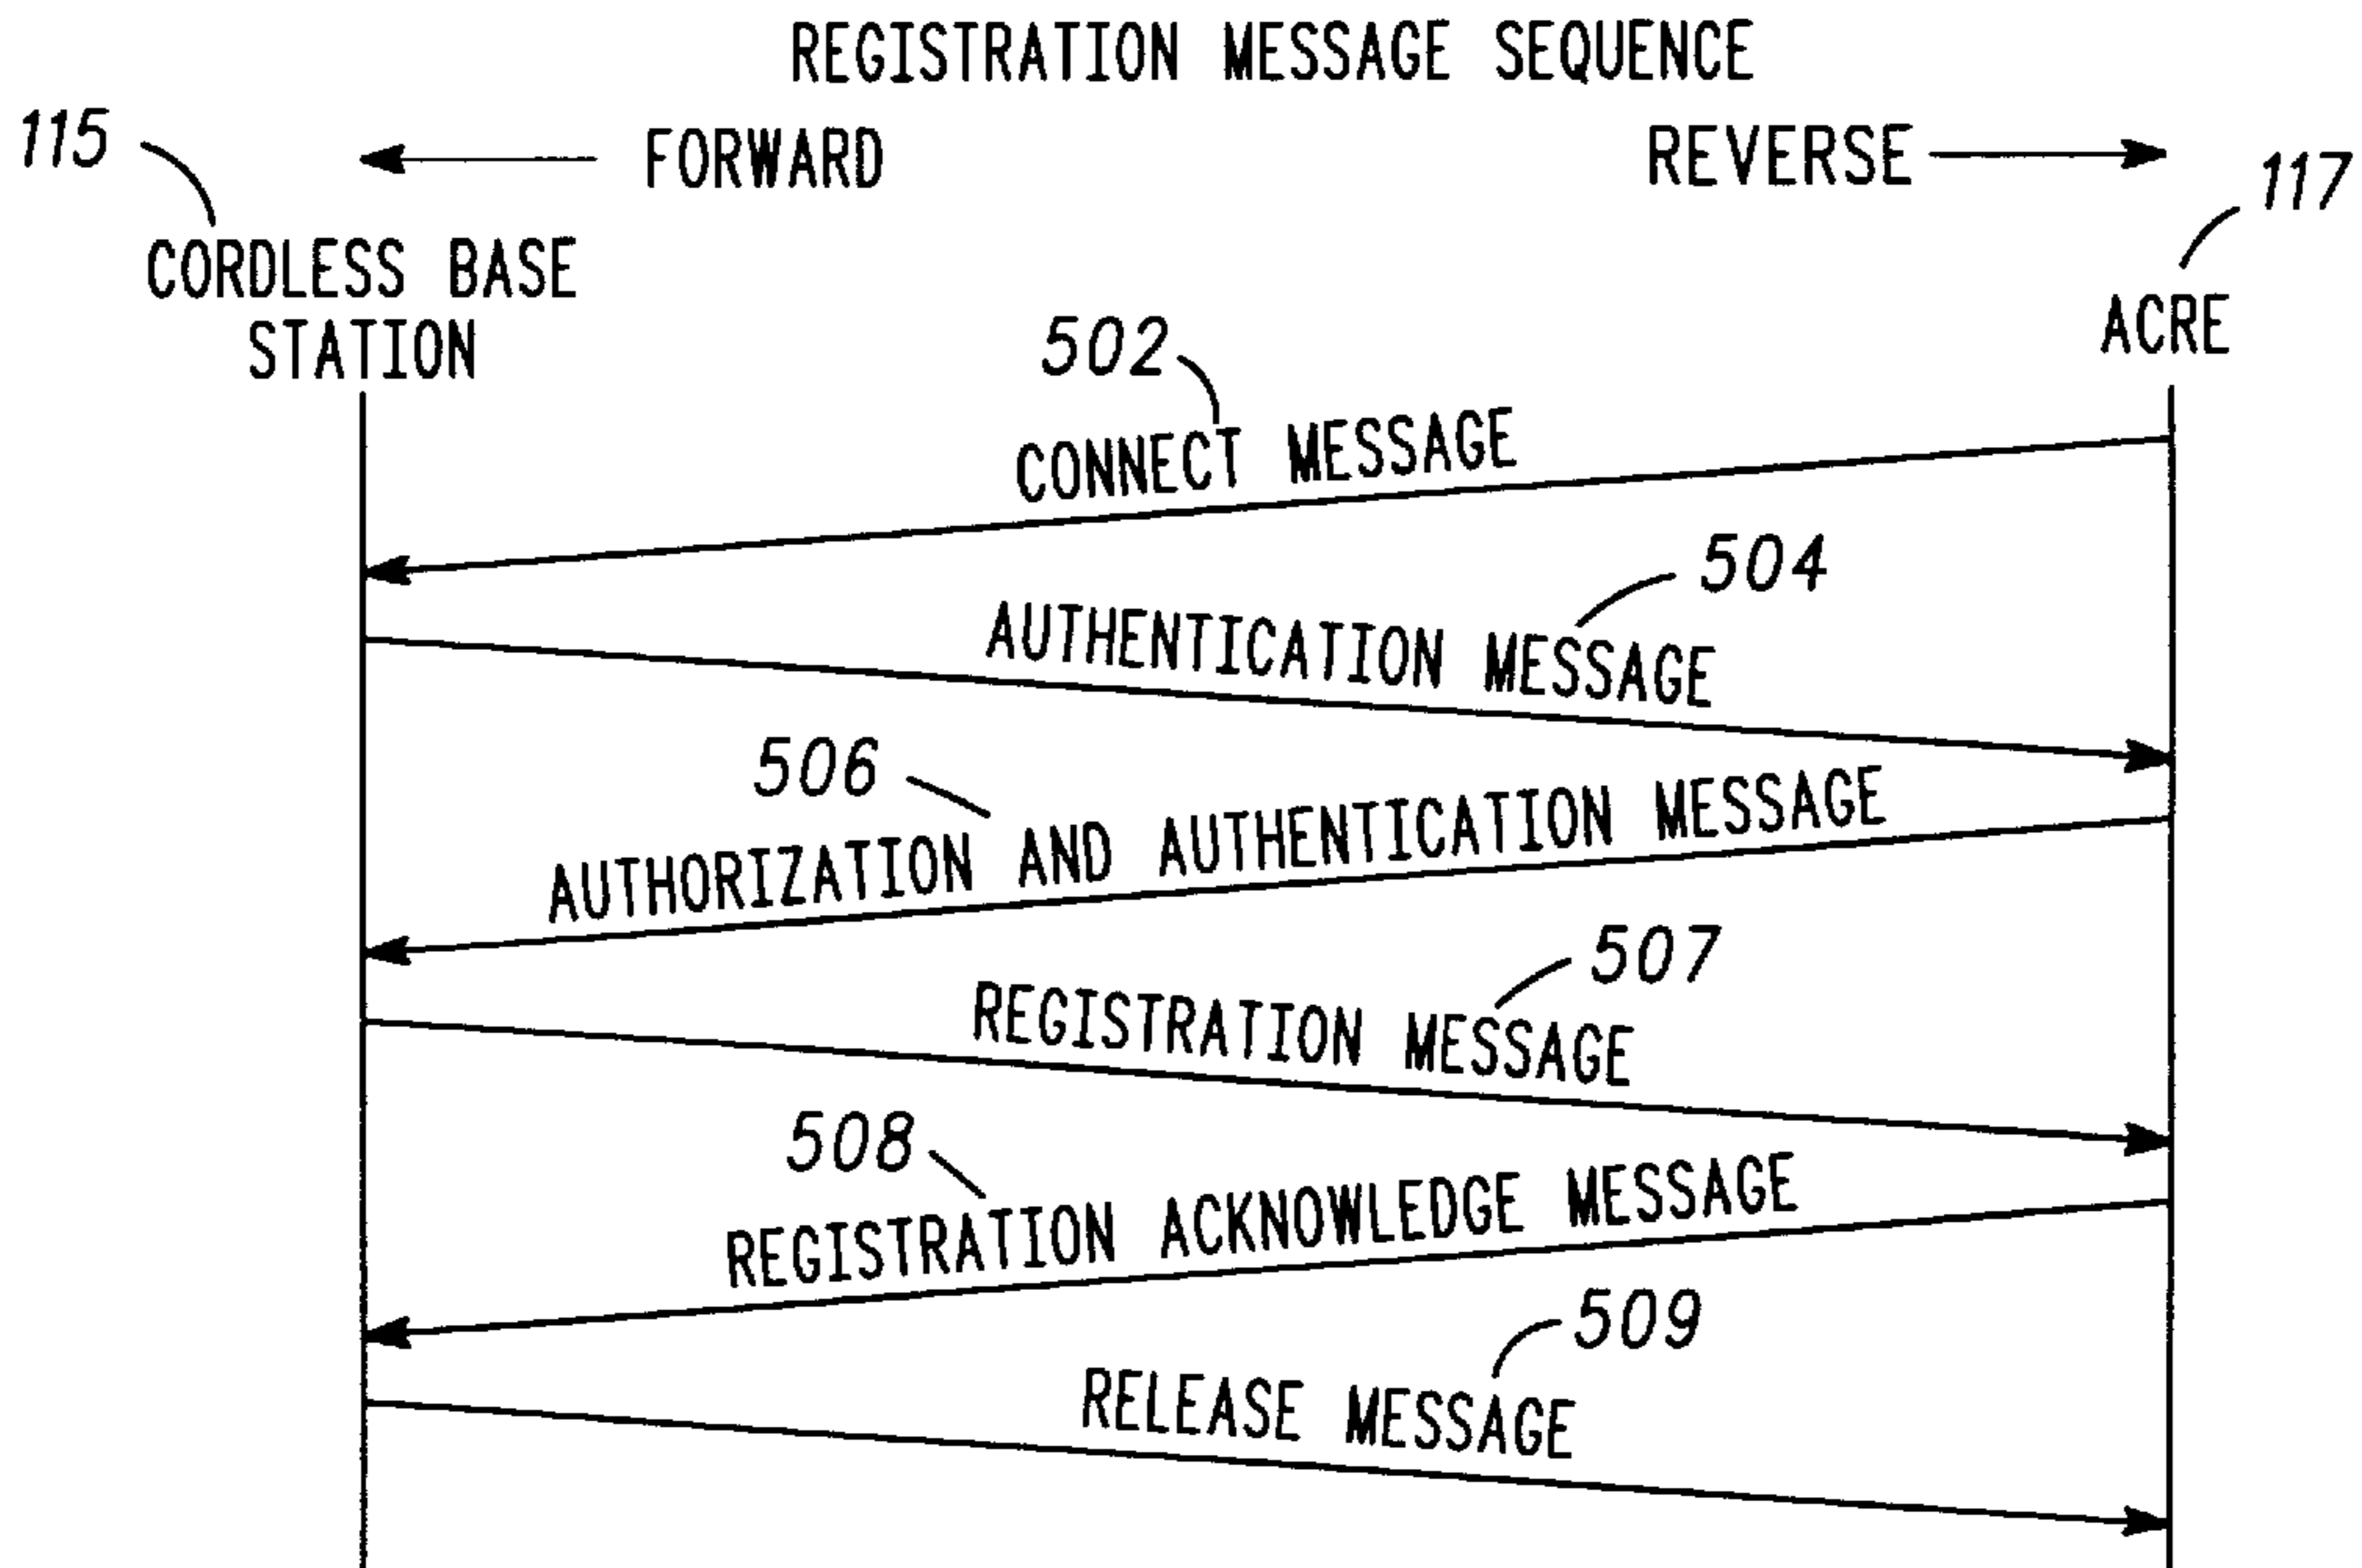 REGISTRATION MESSAGE SEQUENCE
115
FORWARD
REVERSE
117
CORDLESS BASE
STATION
ACRE
502
CONNECT MESSAGE
504
AUTHENTICATION MESSAGE
506
AUTHORIZATION AND AUTHENTICATION MESSAGE
507
REGISTRATION MESSAGE
508
REGISTRATION ACKNOWLEDGE MESSAGE
509
RELEASE MESSAGE